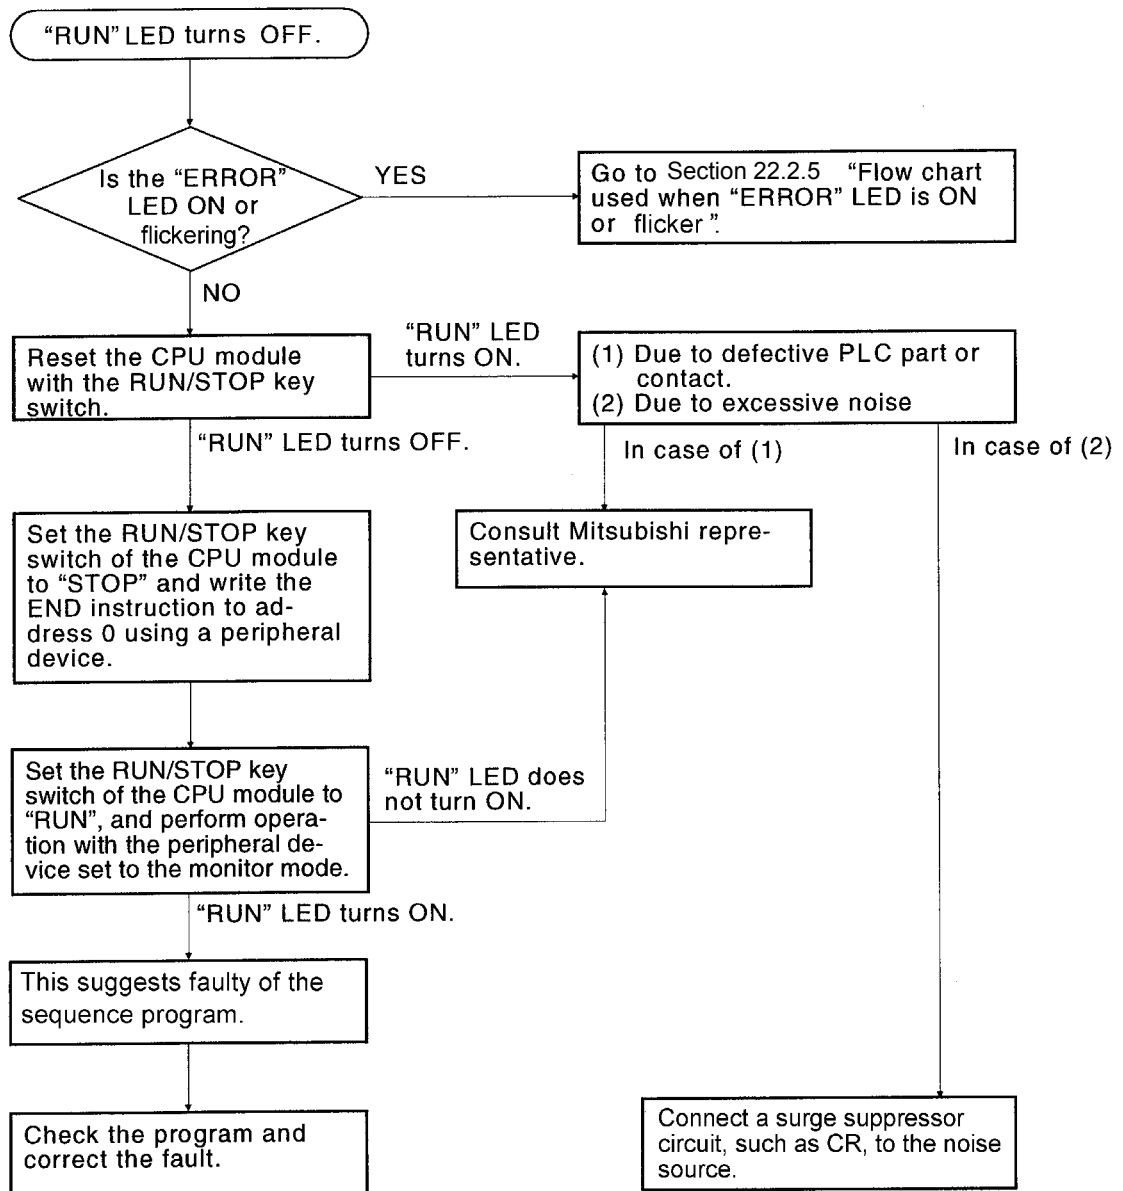 “RUN” LED turns OFF.
Is the “ERROR”
LED ON or
flickering?
YES
Go to Section 22.2.5 “Flow chart
used when “ERROR” LED is ON
or flicker ”.
NO
Reset the CPU module
with the RUN/STOP key
switch.
“RUN” LED
turns ON.
(1) Due to defective PLC part or
contact.
(2) Due to excessive noise
“RUN” LED turns OFF.
In case of (1)
In case of (2)
Set the RUN/STOP key
switch of the CPU module
to “STOP” and write the
END instruction to ad-
dress 0 using a peripheral
device.
Consult Mitsubishi repre-
sentative.
Set the RUN/STOP key
switch of the CPU module to
“RUN”, and perform opera-
tion with the peripheral de-
vice set to the monitor mode.
“RUN” LED does
not turn ON.
“RUN” LED turns ON.
This suggests faulty of the
sequence program.
Check the program and
correct the fault.
Connect a surge suppressor
circuit, such as CR, to the noise
source.